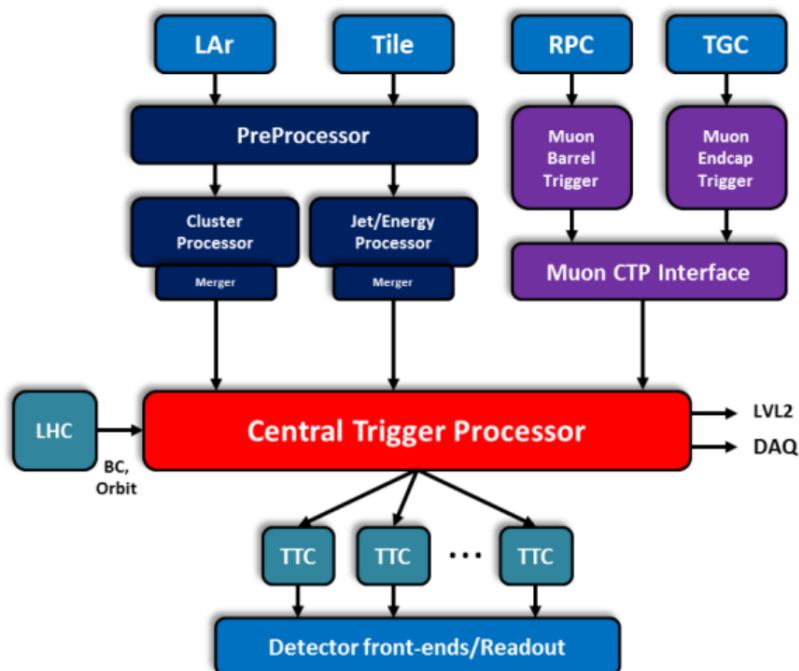 LAr
Tile
RPC
TGC
PreProcessor
Muon
Barrel
Trigger
Muon
Endcap
Trigger
Cluster
Processor
Jet/Energy
Processor
Merger
Merger
Muon CTP Interface
LHC
BC,
Orbit
Central Trigger Processor
LVL2
DAQ
TTC
TTC
...
TTC
Detector front-ends/Readout